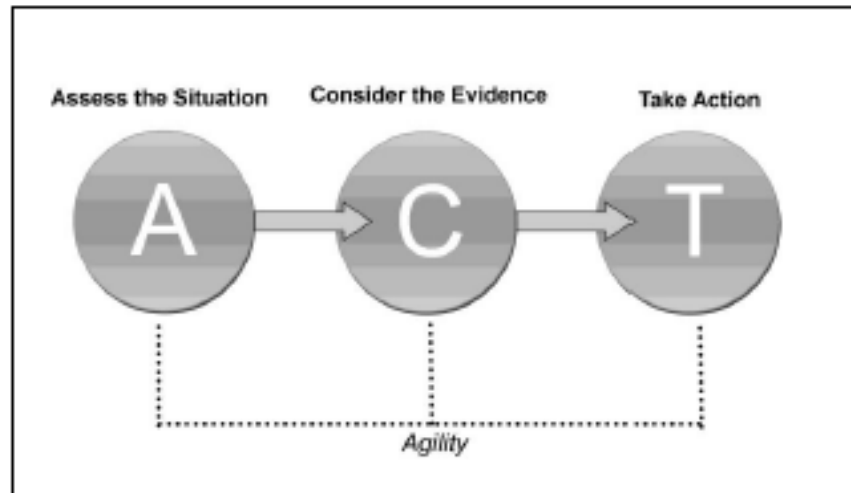 Assess the Situation
Consider the Evidence
Take Action
A
C
T
Agility